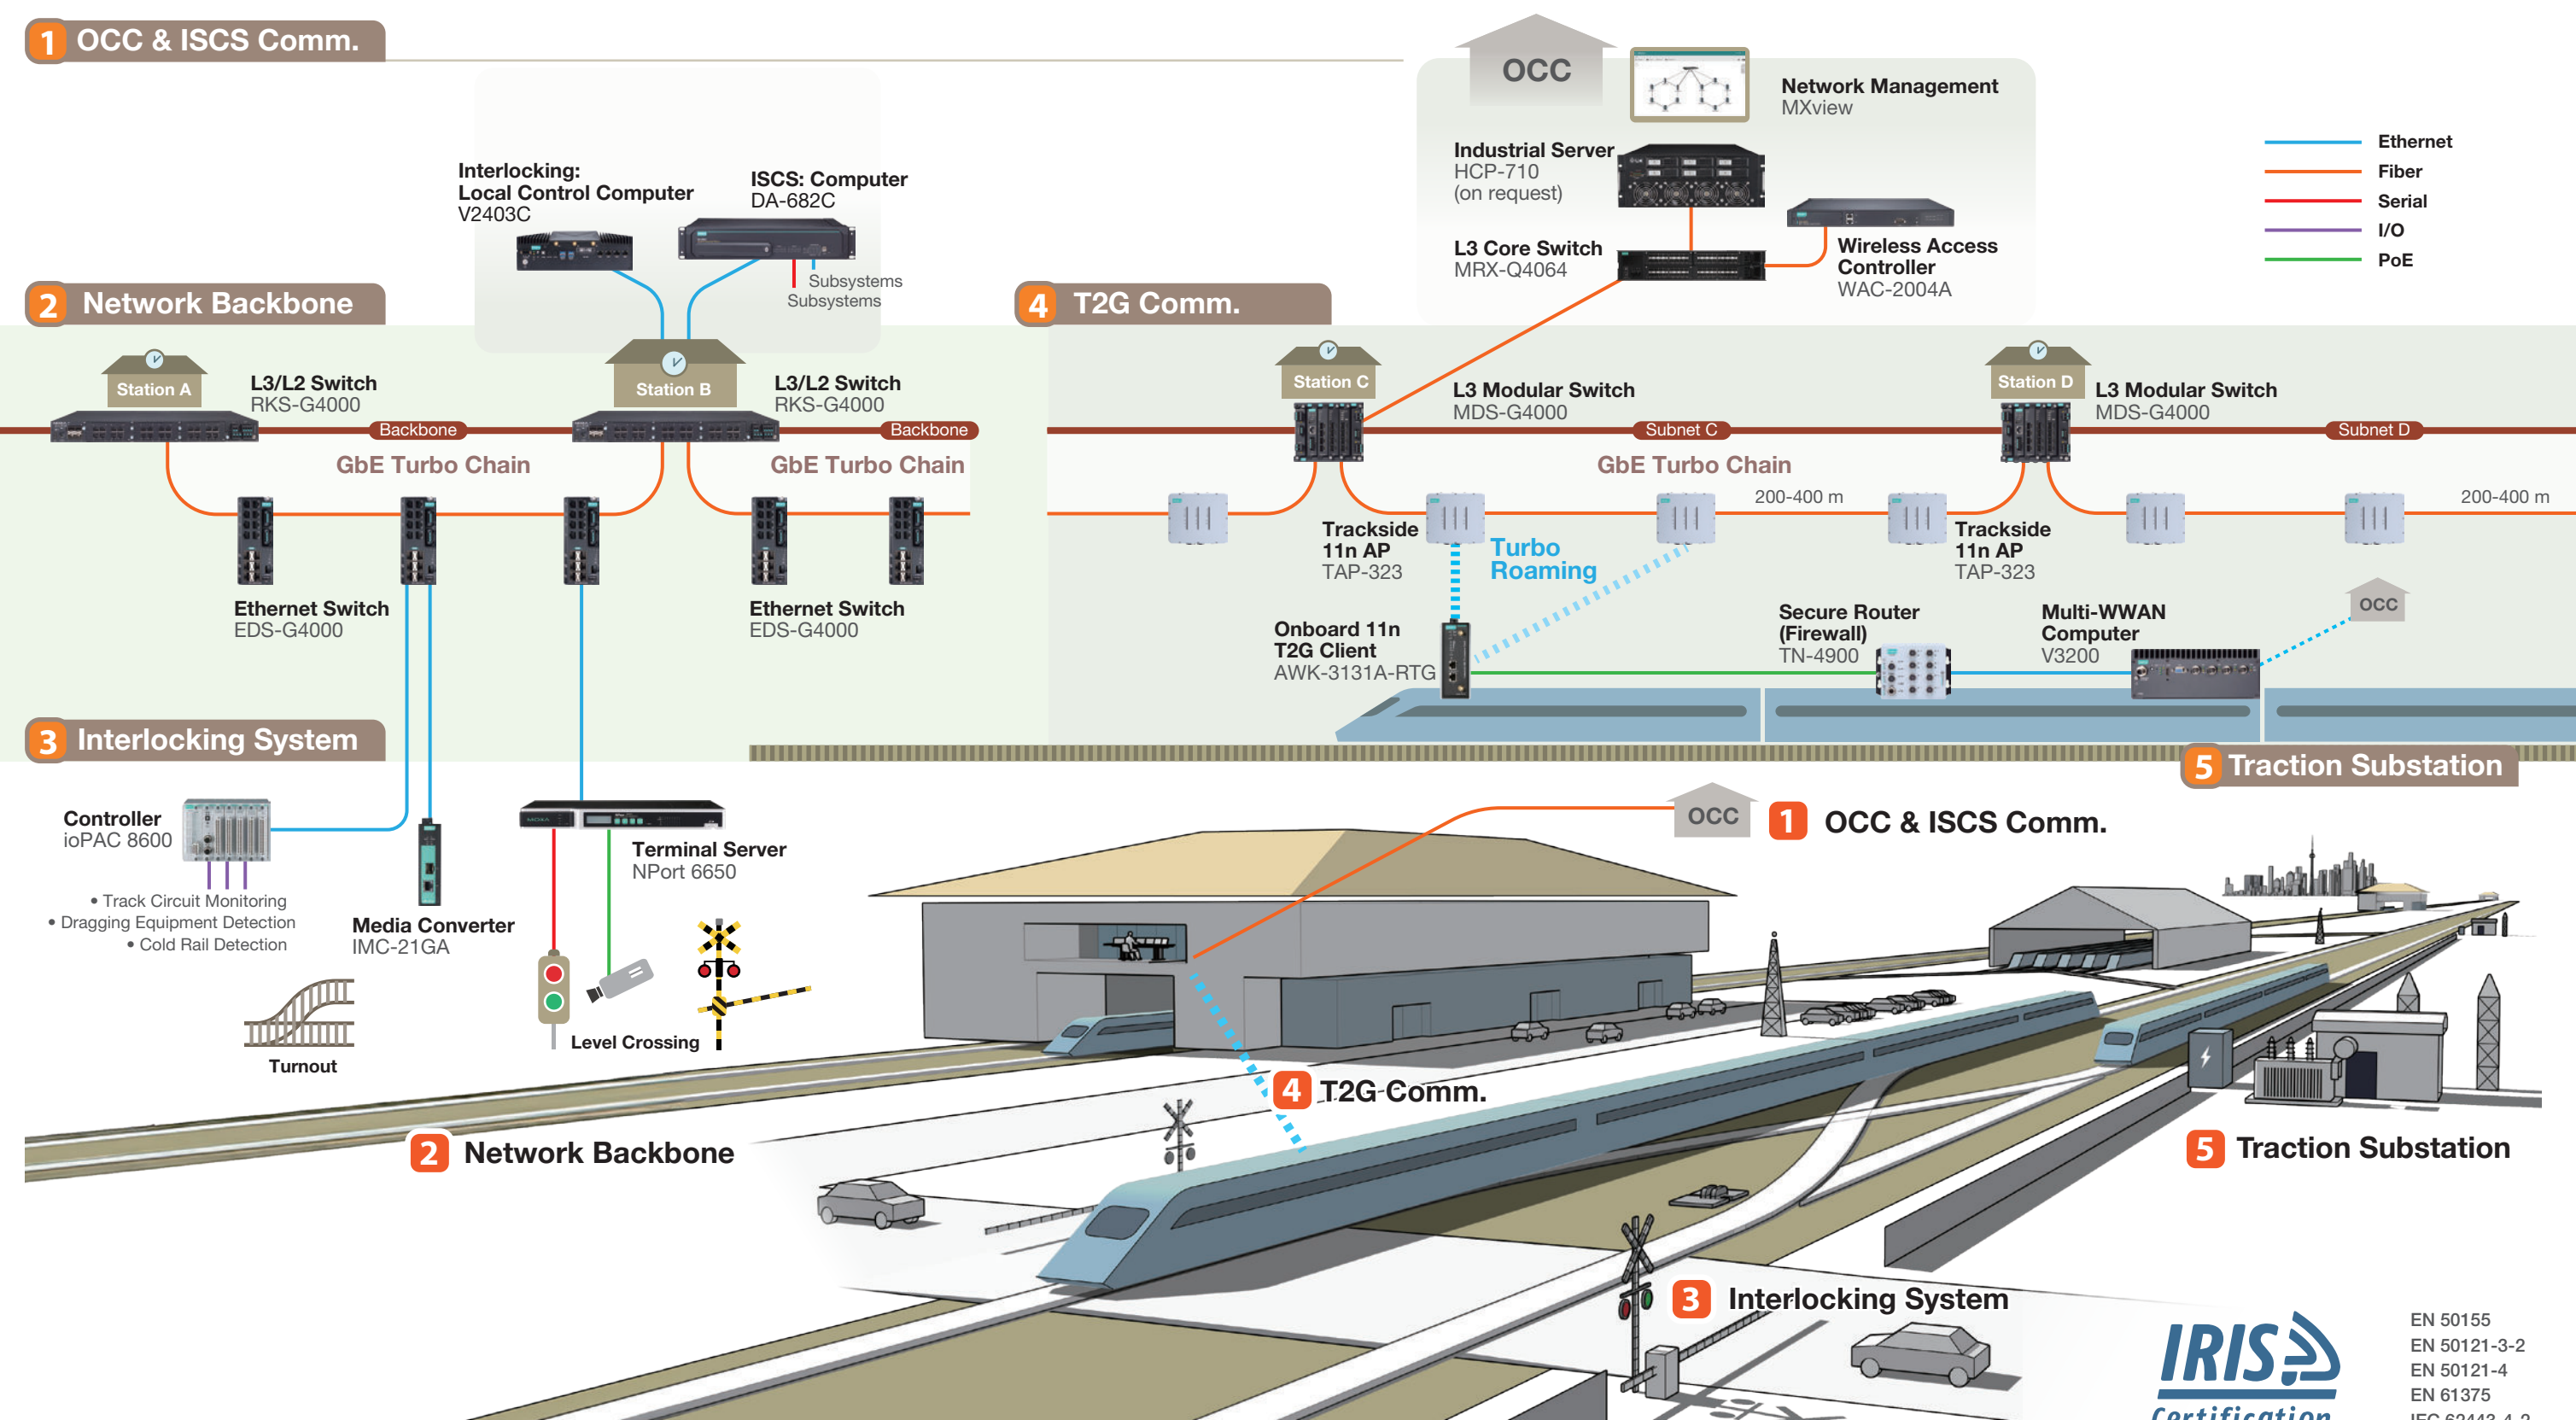 1 OCC & ISCS Comm.
OCC
Network Management
MXview
Industrial Server
HCP-710
(on request)
L3 Core Switch
MRX-Q4064
Wireless Access
Controller
WAC-2004A
Ethernet
Fiber
Serial
I/O
PoE
Interlocking:
Local Control Computer
V2403C
ISCS: Computer
DA-682C
Subsystems
Subsystems
2 Network Backbone
Station A
L3/L2 Switch
RKS-G4000
Backbone
Station B
L3/L2 Switch
RKS-G4000
Backbone
GbE Turbo Chain
GbE Turbo Chain
Ethernet Switch
EDS-G4000
Ethernet Switch
EDS-G4000
4 T2G Comm.
Station C
L3 Modular Switch
MDS-G4000
Subnet C
Station D
L3 Modular Switch
MDS-G4000
Subnet D
GbE Turbo Chain
200-400 m
200-400 m
Trackside
11n AP
TAP-323
Turbo
Roaming
Trackside
11n AP
TAP-323
Onboard 11n
T2G Client
AWK-3131A-RTG
Secure Router
(Firewall)
TN-4900
Multi-WWAN
Computer
V3200
OCC
3 Interlocking System
Controller
ioPAC 8600
• Track Circuit Monitoring
• Dragging Equipment Detection
• Cold Rail Detection
Media Converter
IMC-21GA
MOXA
Terminal Server
NPort 6650
Turnout
Level Crossing
5 Traction Substation
OCC
1 OCC & ISCS Comm.
4 T2G Comm.
2 Network Backbone
5 Traction Substation
3 Interlocking System
IRIS
Certification
EN 50155
EN 50121-3-2
EN 50121-4
EN 61375
IEC 62443-4-2